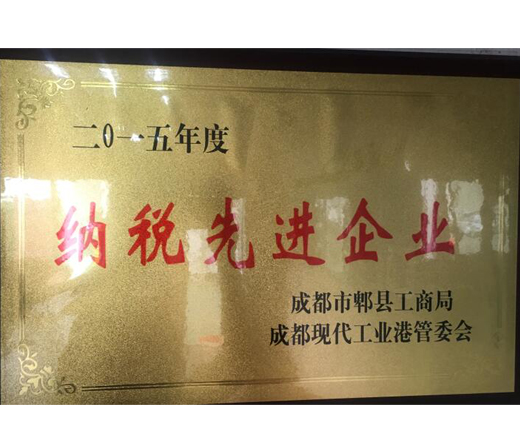 二0一五年度
纳税先进企业
成都市郫县工商局
成都现代工业港管委会